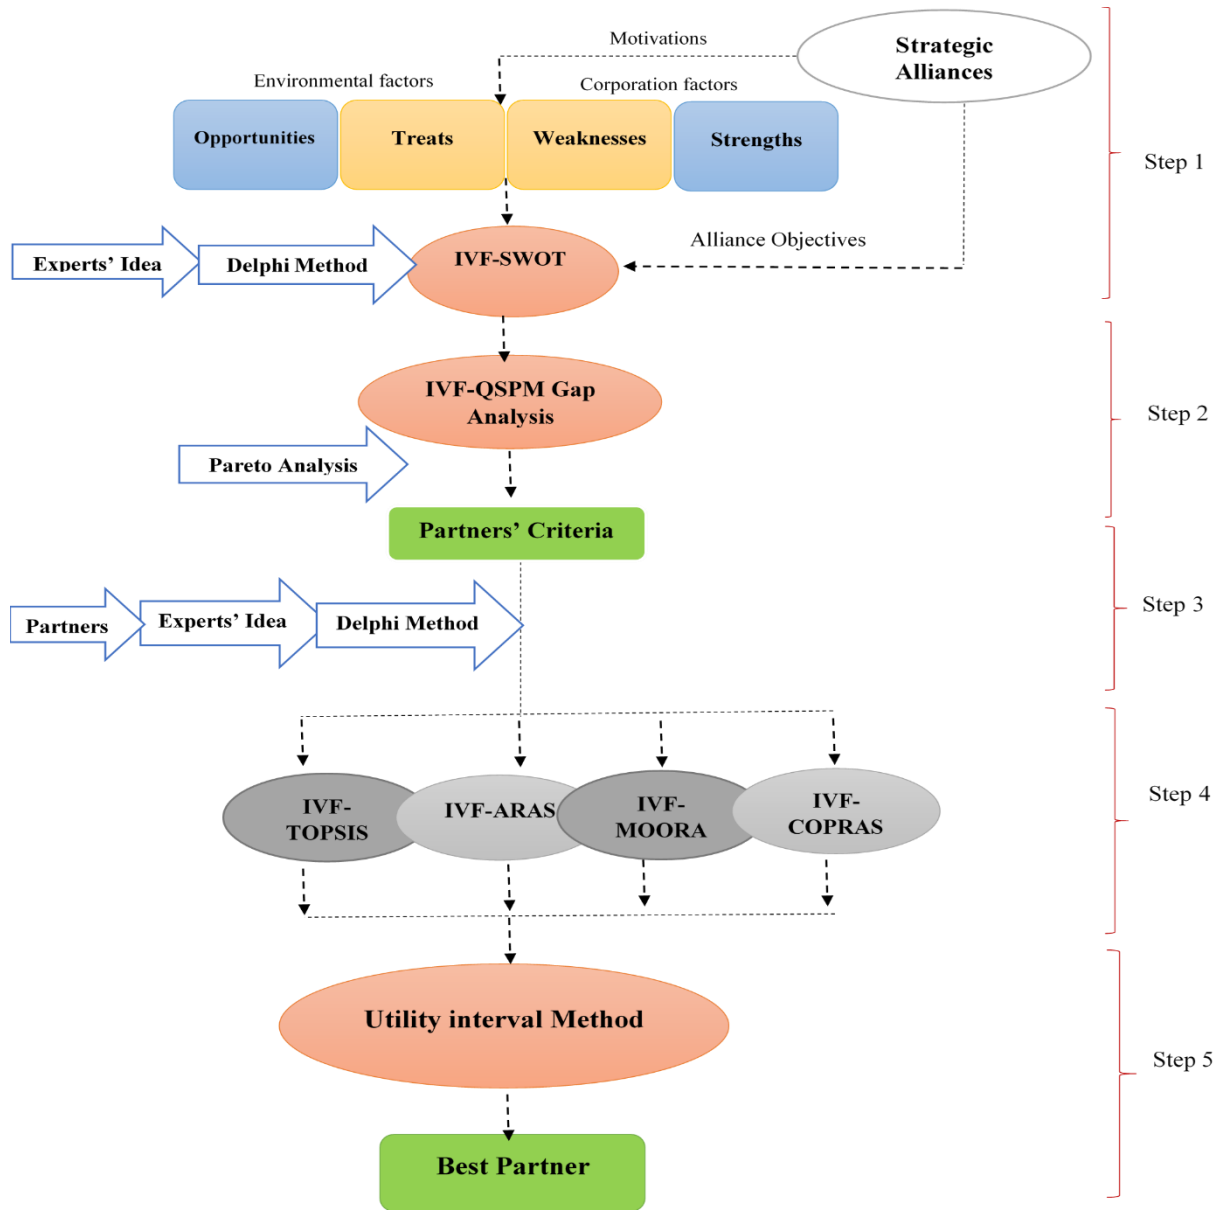 Motivations
Strategic
Alliances
Environmental factors
Corporation factors
Opportunities
Treats
Weaknesses
Strengths
Step 1
Experts’ Idea
Delphi Method
IVF-SWOT
Alliance Objectives
IVF-QSPM Gap
Analysis
Step 2
Pareto Analysis
Partners’ Criteria
Partners
Experts’ Idea
Delphi Method
Step 3
IVF-
TOPSIS
IVF-ARAS
IVF-
MOORA
IVF-
COPRAS
Step 4
Utility interval Method
Step 5
Best Partner